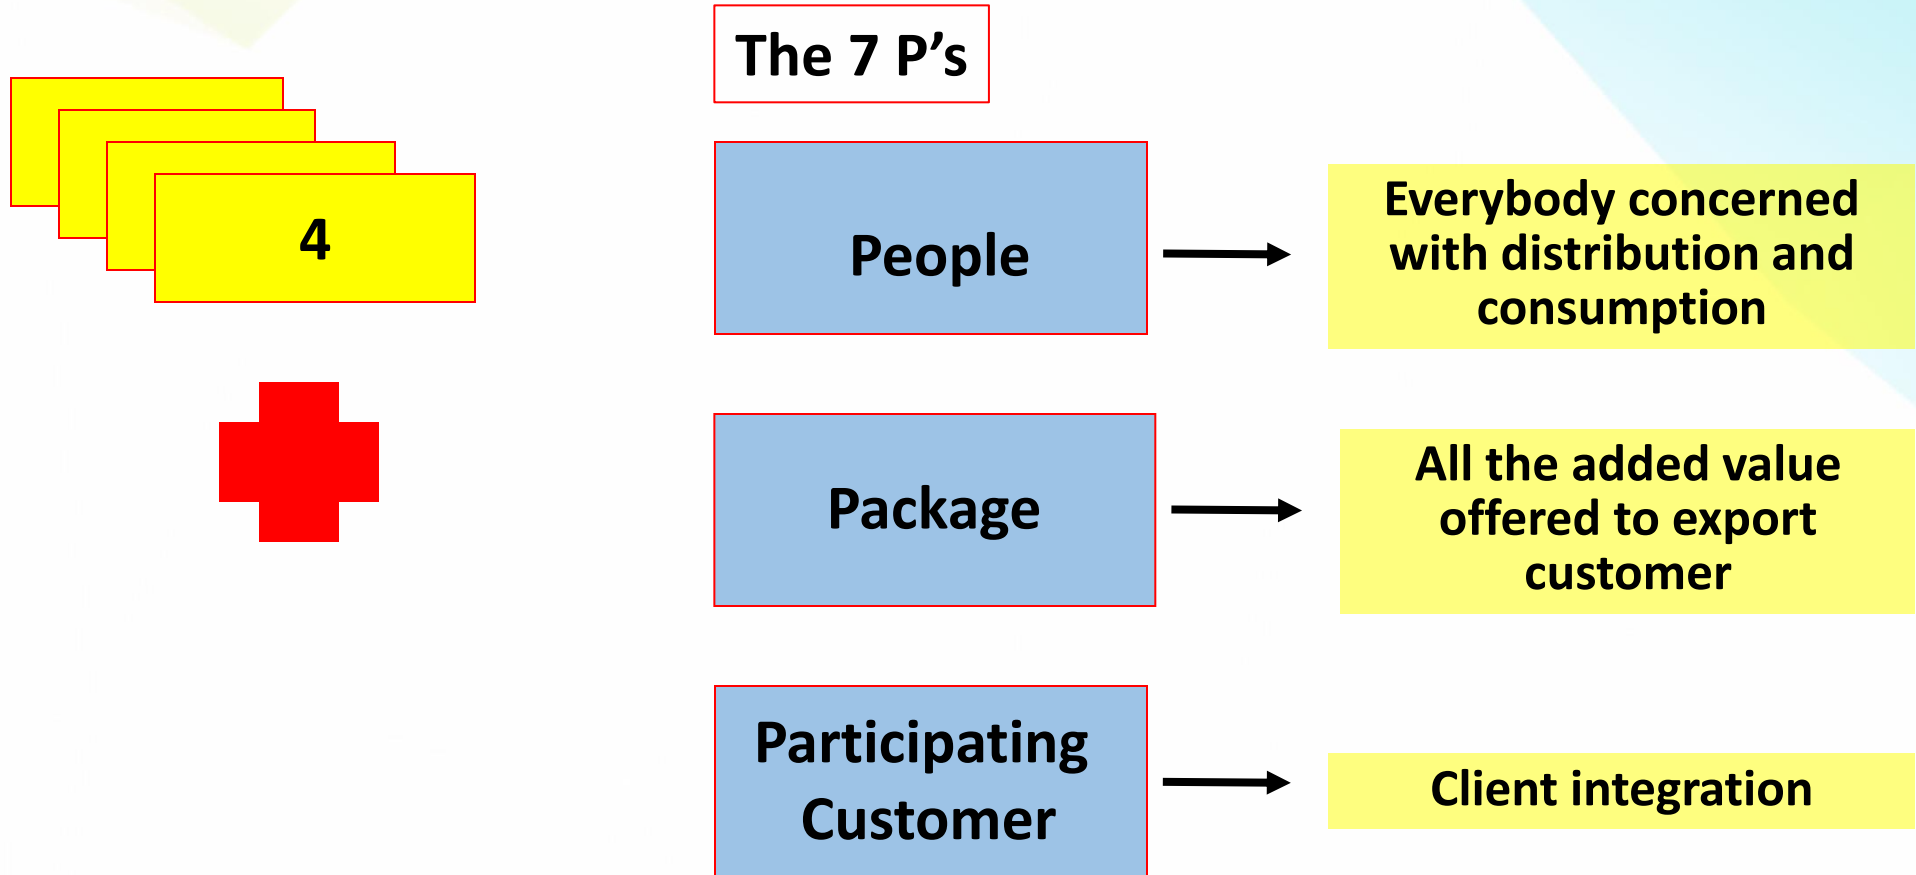 The 7 P’s
4
People
Everybody concerned
with distribution and
consumption
Package
All the added value
offered to export
customer
Participating
Customer
Client integration